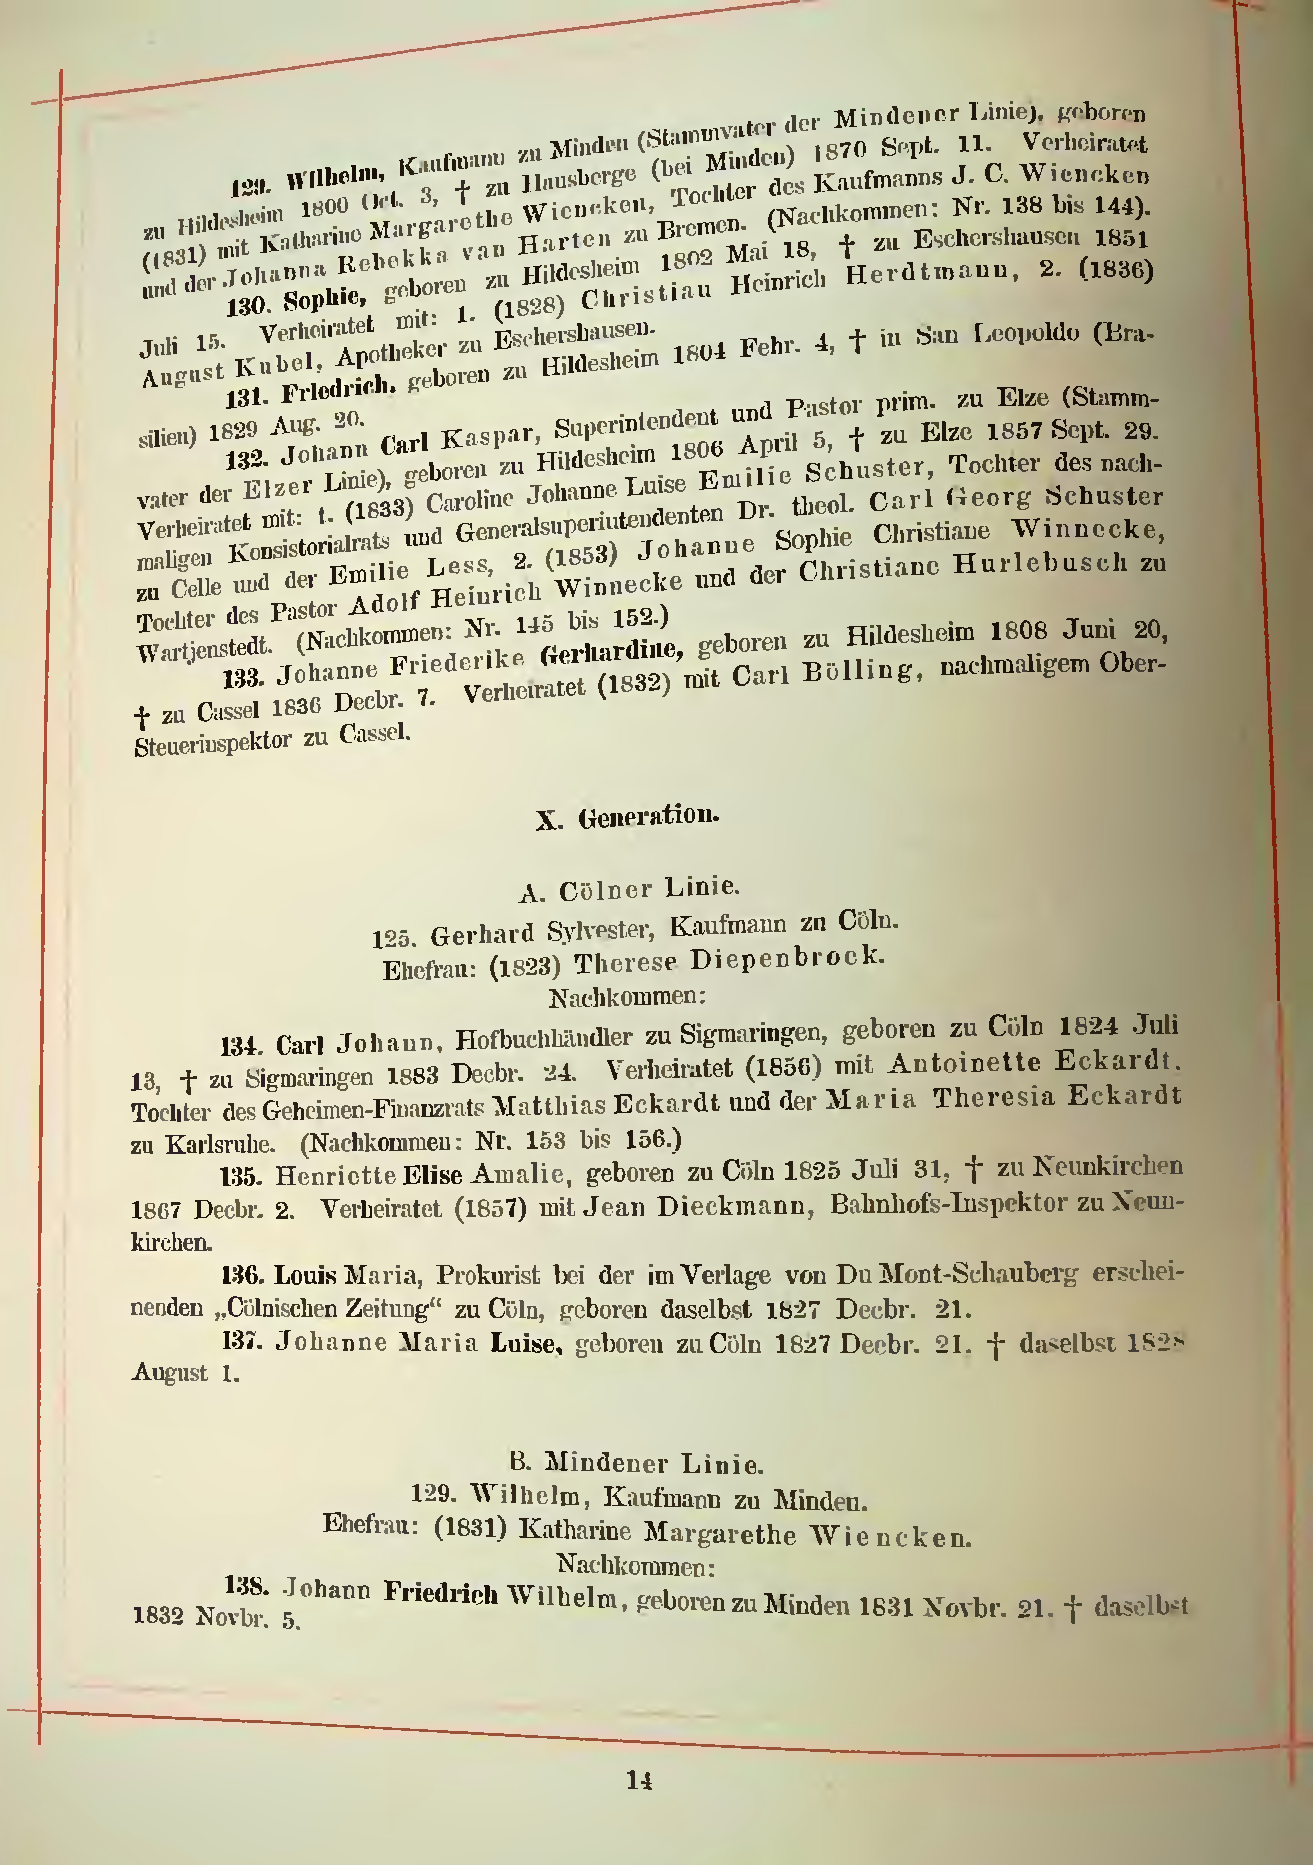 129. Wilhelm, Kaufmann zu Minden (Stammvater der Mindener Linie), geboren
zu Hildesheim 1800 Oct. 3, † zu Hausberge (bei Minden) 1870 Sept. 11. Verheiratet
(1831) mit Katharine Margarethe Wiencken, Tochter des Kaufmanns J. C. Wiencken
und der Johanna Rebekka van Harten zu Bremen. (Nachkommen: Nr. 138 bis 144).
130. Sophie, geboren zu Hildesheim 1802 Mai 18, † zu Eschershausen 1851
Juli 15. Verheiratet mit: 1. (1828) Christian Heinrich Herdtmann, 2. (1836)
August Kubel, Apotheker zu Eschershausen.
131. Friedrich, geboren zu Hildesheim 1804 Febr. 4, † in San Leopoldo (Bra-
silien) 1829 Aug. 20.
132. Johann Carl Kaspar, Superintendent und Pastor prim. zu Elze (Stamm-
vater der Elzer Linie), geboren zu Hildesheim 1806 April 5, † zu Elze 1857 Sept. 29.
Verheiratet mit: 1. (1833) Caroline Johanne Luise Emilie Schuster, Tochter des nach-
maligen Konsistorialrats und Generalsuperintendenten Dr. theol. Carl Georg Schuster
zu Celle und der Emilie Less, 2. (1853) Johanne Sophie Christiane Winnecke,
Tochter des Pastor Adolf Heinrich Winnecke und der Christiane Hurlebusch zu
Wartjenstedt. (Nachkommen: Nr. 145 bis 152.)
133. Johanne Friederike Gerhardine, geboren zu Hildesheim 1808 Juni 20,
† zu Cassel 1836 Decbr. 7. Verheiratet (1832) mit Carl Bölling, nachmaligem Ober-
Steuerinspektor zu Cassel.
X. Generation.
A. Cölner Linie.
125. Gerhard Sylvester, Kaufmann zu Cöln.
Ehefrau: (1823) Therese Diepenbrock.
Nachkommen:
134. Carl Johann, Hofbuchhändler zu Sigmaringen, geboren zu Cöln 1824 Juli
13, † zu Sigmaringen 1883 Decbr. 24. Verheiratet (1856) mit Antoinette Eckardt,
Tochter des Geheimen-Finanzrats Matthias Eckardt und der Maria Theresia Eckardt
zu Karlsruhe. (Nachkommen: Nr. 153 bis 156.)
135. Henriette Elise Amalie, geboren zu Cöln 1825 Juli 31, † zu Neunkirchen
1867 Decbr. 2. Verheiratet (1857) mit Jean Dieckmann, Bahnhofs-Inspektor zu Neun-
kirchen.
136. Louis Maria, Prokurist bei der im Verlage von Du Mont-Schauberg erschei-
nenden „Cölnischen Zeitung“ zu Cöln, geboren daselbst 1827 Decbr. 21.
137. Johanne Maria Luise, geboren zu Cöln 1827 Decbr. 21. † daselbst 1828
August 1.
B. Mindener Linie.
129. Wilhelm, Kaufmann zu Minden.
Ehefrau: (1831) Katharine Margarethe Wiencken.
Nachkommen:
138. Johann Friedrich Wilhelm, geboren zu Minden 1831 Novbr. 21. † daselbst
1832 Novbr. 5.
14